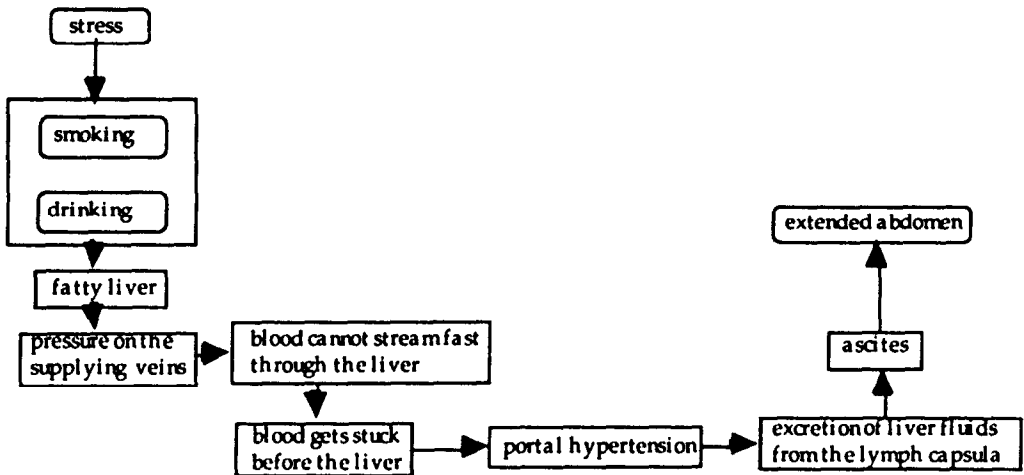 stress
smoking
drinking
fatty liver
pressure on the
supplying veins
blood cannot stream fast
through the liver
blood gets stuck
before the liver
portal hypertension
excretion of liver fluids
from the lymph capsula
ascites
extended abdomen